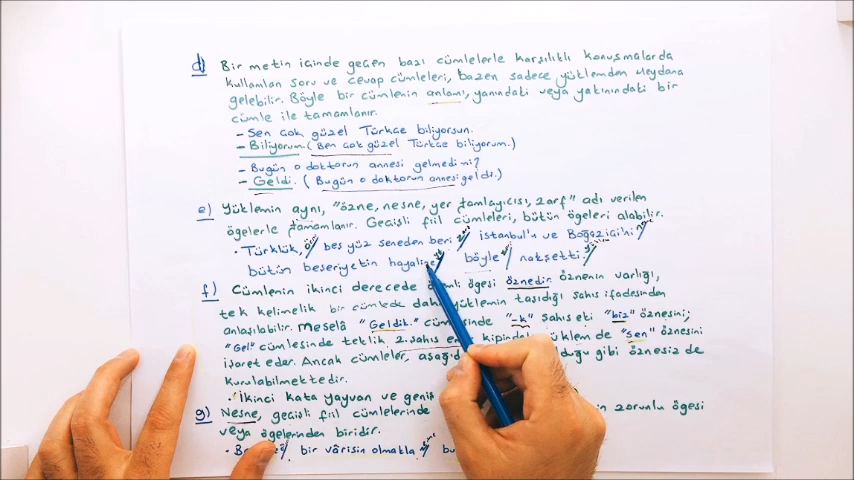 d) Bir metin içinde geçen bazı cümlelerle karşılıklı konuşmalarda
kullanılan soru ve cevap cümleleri, bazen sadece yüklemden meydana
gelebilir. Böyle bir cümlenin anlamı, yanındaki veya yakınındaki bir
cümle ile tamamlanır.
- Sen çok güzel Türkçe biliyorsun.
- Biliyorum. (Ben çok güzel Türkçe biliyorum.)
- Bugün o doktorun annesi gelmedi mi?
- Geldi. (Bugün o doktorun annesi geldi.)
e) Yüklemin aynı, "özne, nesne, yer tamlayıcısı, zarf" adı verilen
ögelerle tamamlanır. Geçişli fiil cümleleri, bütün ögeleri alabilir.
• Türklük, beş yüz seneden beri İstanbul'u ve Boğaziçi'ni
bütün beşeriyetin hayaline böyle nakşetti.
f) Cümlenin ikinci derecede ögesi öznedir. öznenin varlığı,
tek kelimelik bir cümlede yüklemin taşıdığı şahıs ifadesinden
anlaşılabilir. Meselâ "Geldik." cümlesinde "-k" şahıs eki "biz" öznesini;
"Gel" cümlesinde teklik 2. şahıs kipinde "sen" öznesini
işaret eder. Ancak cümleler, gibi öznesiz de
kurulabilmektedir.
• İkinci kata yayvan ve geniş
g) Nesne, geçişli fiil cümlelerinde zorunlu ögesi
veya ögelerinden biridir.
• bir vârisin olmakla